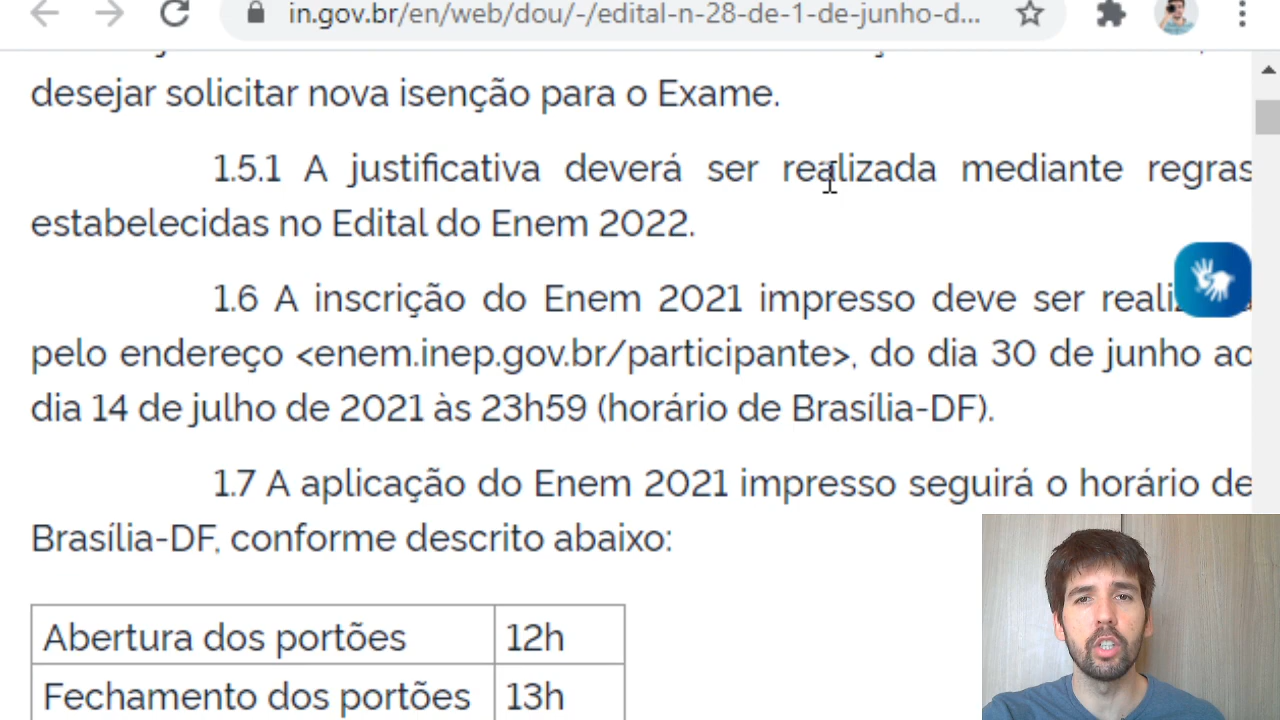 in.gov.br/en/web/dou/-/edital-n-28-de-1-de-junho-d...
desejar solicitar nova isenção para o Exame.
1.5.1 A justificativa deverá ser realizada mediante regras
estabelecidas no Edital do Enem 2022.
1.6 A inscrição do Enem 2021 impresso deve ser
pelo endereço <enem.inep.gov.br/participante>, do dia 30 de junho ao
dia 14 de julho de 2021 às 23h59 (horário de Brasília-DF).
1.7 A aplicação do Enem 2021 impresso seguirá o horário de
Brasília-DF, conforme descrito abaixo:
Abertura dos portões 12h
Fechamento dos portões 13h